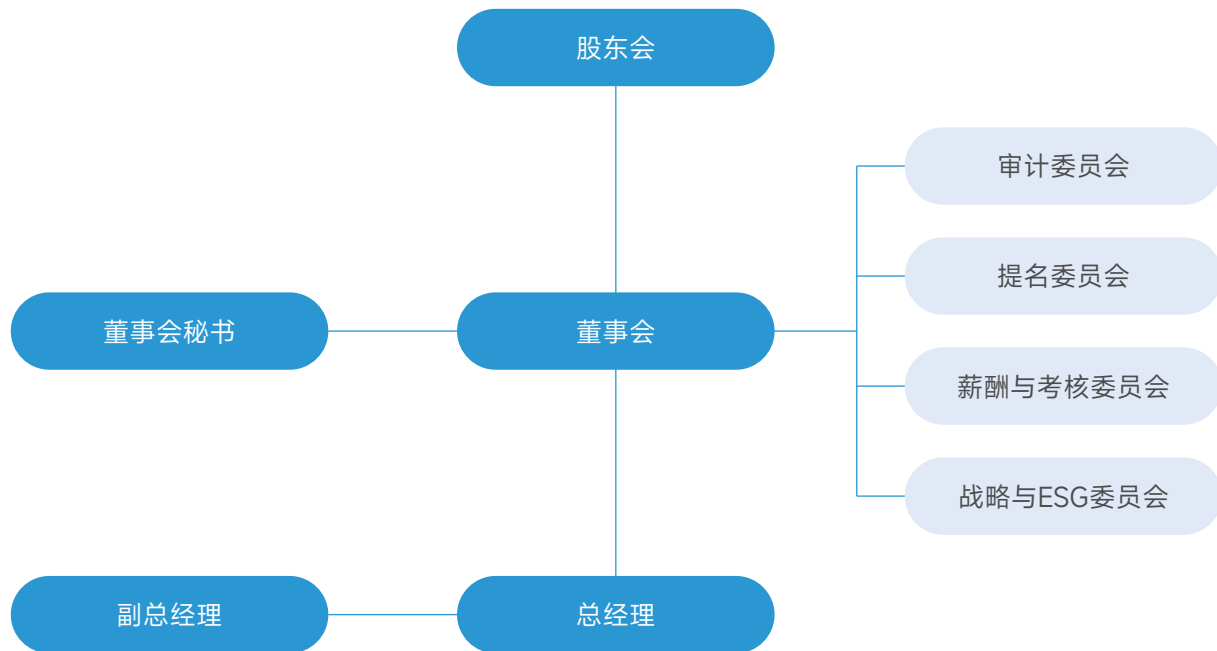 股东会
审计委员会
提名委员会
董事会秘书
董事会
薪酬与考核委员会
战略与ESG委员会
副总经理
总经理